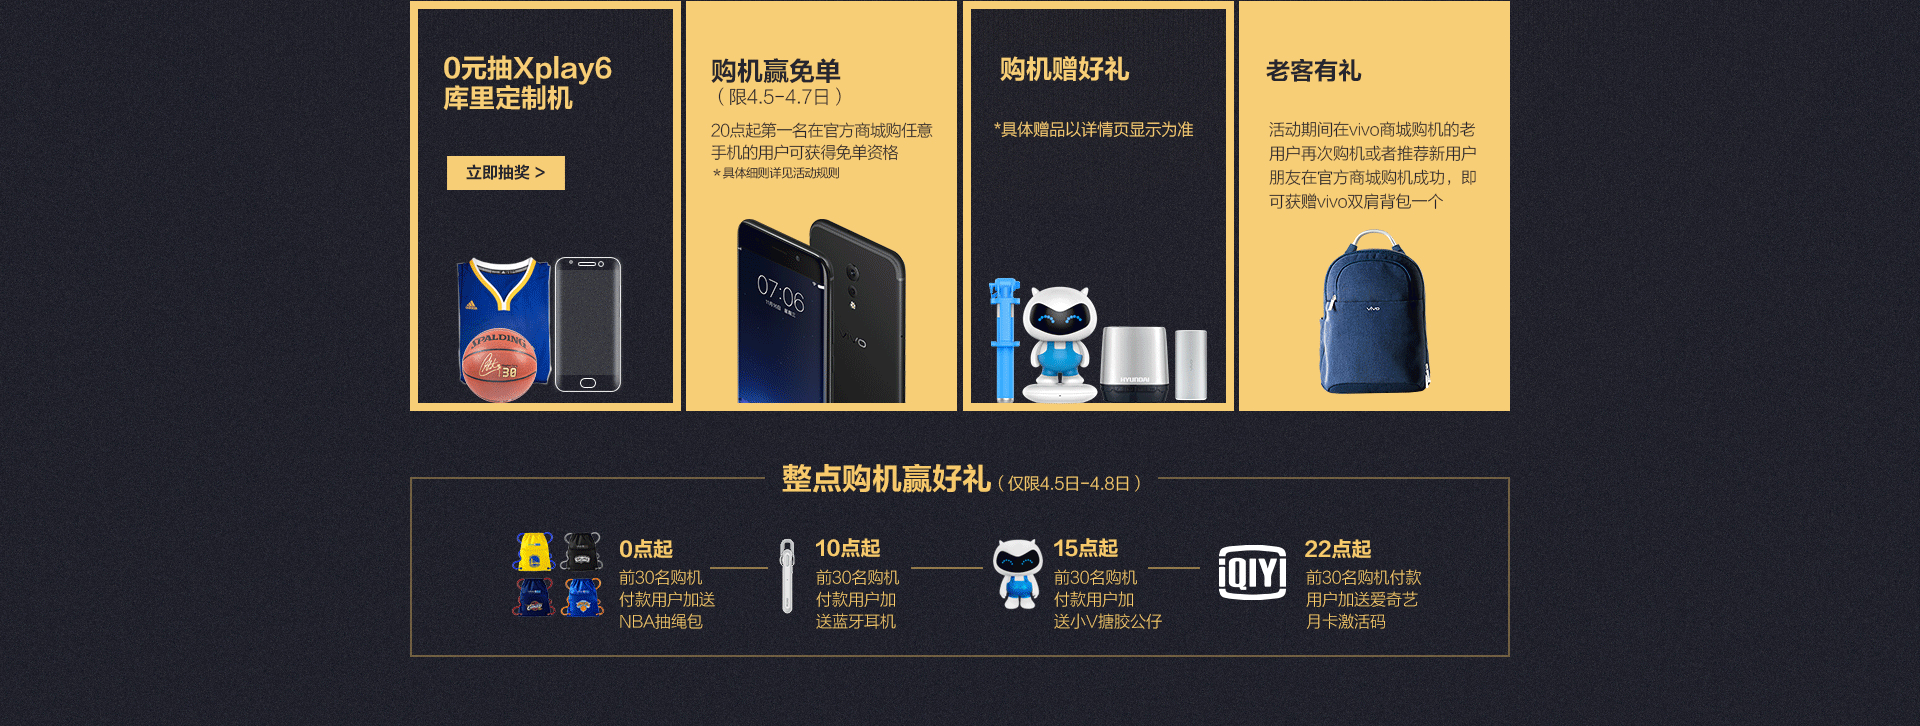 0元抽Xplay6
库里定制机
立即抽奖 >
SPALDING
30
购机赢免单
（限4.5-4.7日）
20点起第一名在官方商城购任意
手机的用户可获得免单资格
*具体细则详见活动规则
07:06
购机赠好礼
*具体赠品以详情页显示为准
HYUNDAI
老客有礼
活动期间在vivo商城购机的老
用户再次购机或者推荐新用户
朋友在官方商城购机成功，即
可获赠vivo双肩背包一个
vivo
整点购机赢好礼（仅限4.5日-4.8日）
0点起
前30名购机
付款用户加送
NBA抽绳包
10点起
前30名购机
付款用户加
送蓝牙耳机
15点起
前30名购机
付款用户加
送小V搪胶公仔
iQIY
22点起
前30名购机付款
用户加送爱奇艺
月卡激活码